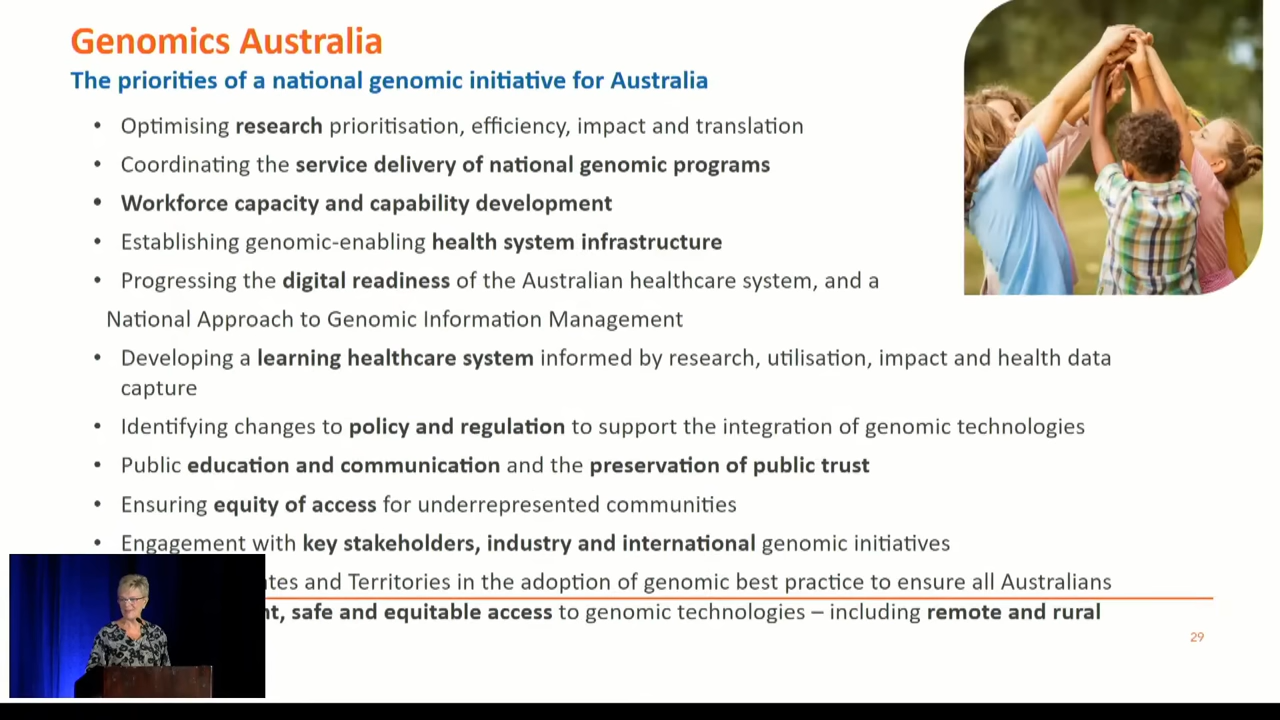 Genomics Australia
The priorities of a national genomic initiative for Australia
• Optimising research prioritisation, efficiency, impact and translation
• Coordinating the service delivery of national genomic programs
• Workforce capacity and capability development
• Establishing genomic-enabling health system infrastructure
• Progressing the digital readiness of the Australian healthcare system, and a
National Approach to Genomic Information Management
• Developing a learning healthcare system informed by research, utilisation, impact and health data
capture
• Identifying changes to policy and regulation to support the integration of genomic technologies
• Public education and communication and the preservation of public trust
• Ensuring equity of access for underrepresented communities
• Engagement with key stakeholders, industry and international genomic initiatives
and Territories in the adoption of genomic best practice to ensure all Australians
safe and equitable access to genomic technologies – including remote and rural
29